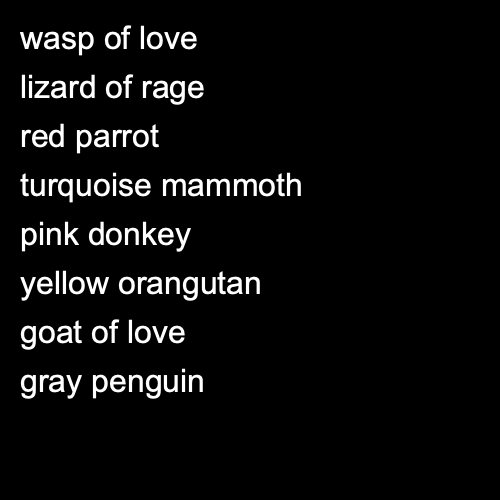 wasp of love
lizard of rage
red parrot
turquoise mammoth
pink donkey
yellow orangutan
goat of love
gray penguin